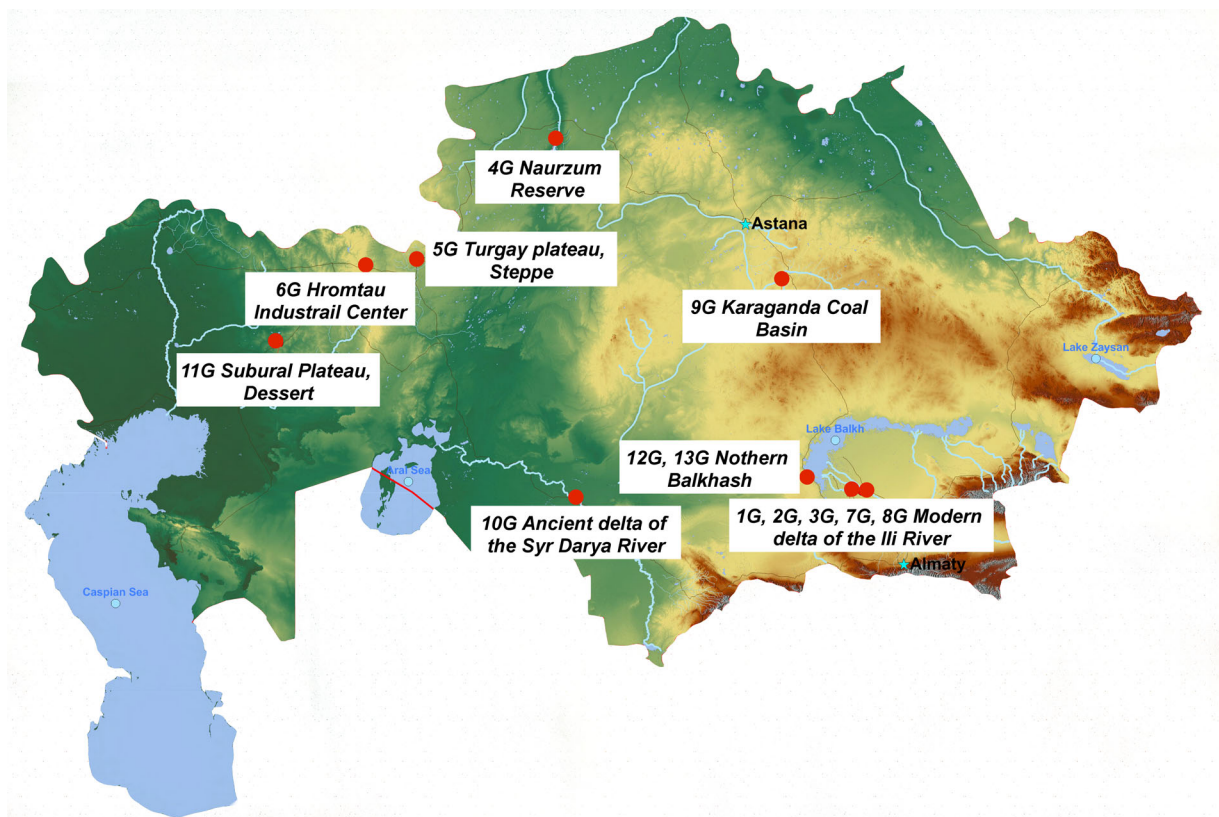 4G Naurzum
Reserve
Astana
5G Turgay plateau,
Steppe
6G Hromtau
Industrail Center
9G Karaganda Coal
Basin
11G Subural Plateau,
Dessert
Lake Zaysan
Lake Balkh
12G, 13G Nothern
Balkhash
Aral Sea
10G Ancient delta of
the Syr Darya River
1G, 2G, 3G, 7G, 8G Modern
delta of the Ili River
Almaty
Caspian Sea